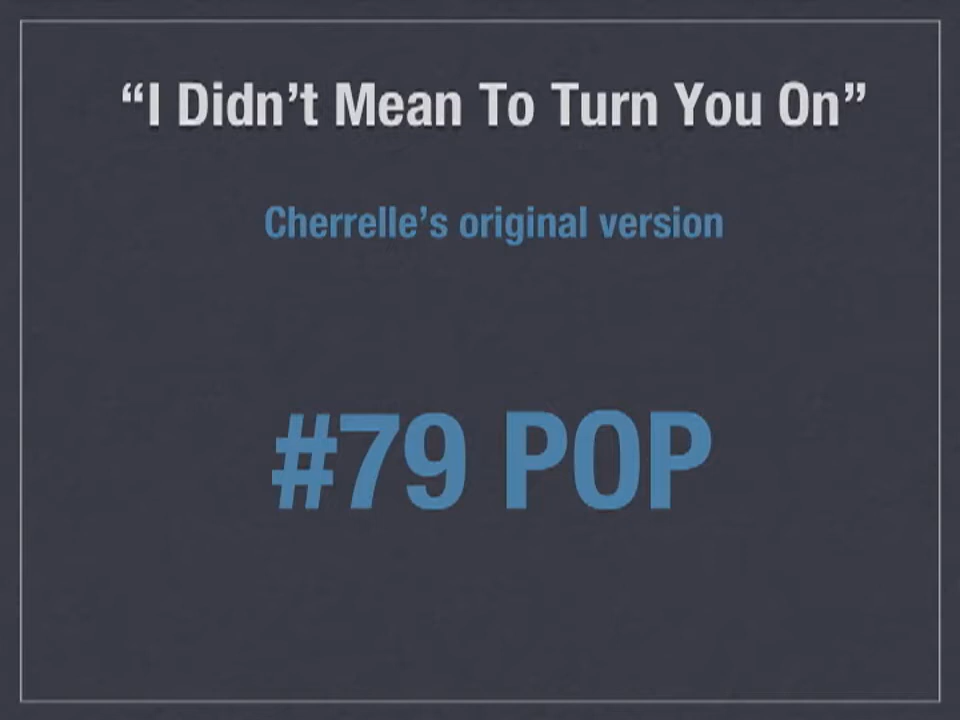 “I Didn’t Mean To Turn You On”
Cherrelle’s original version
#79 POP